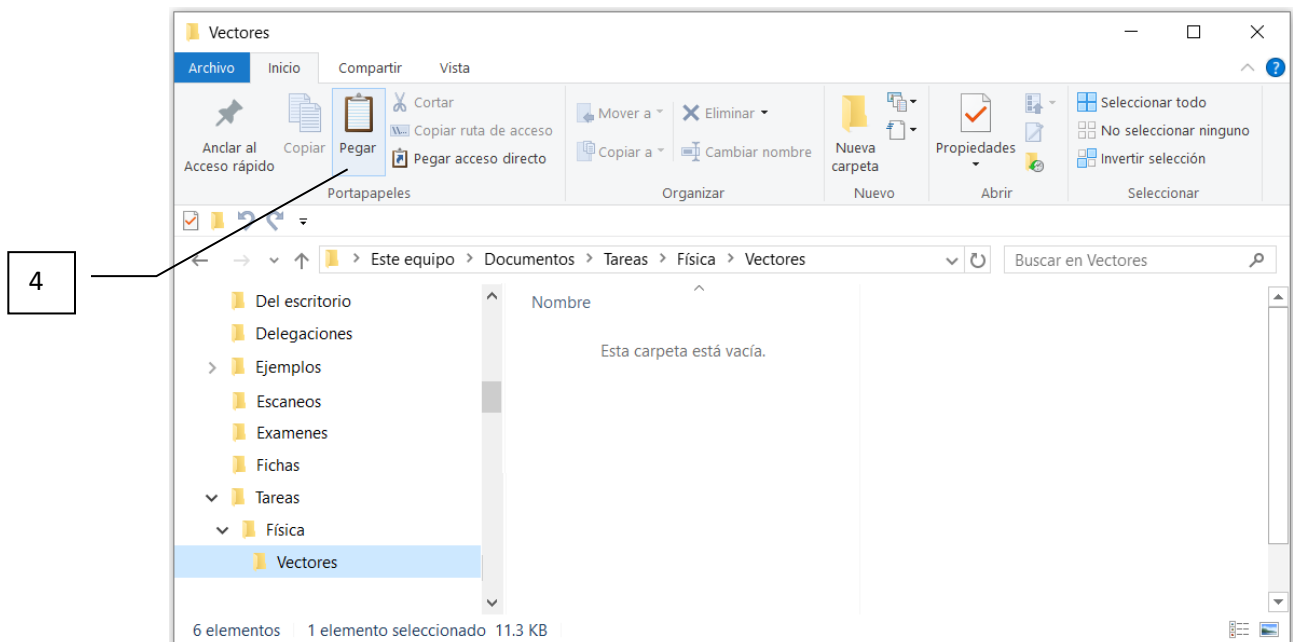 Vectores
Archivo Inicio Compartir Vista
Anclar al
Acceso rápido
Copiar
Pegar
Cortar
Copiar ruta de acceso
Pegar acceso directo
Portapapeles
Mover a
Copiar a
Eliminar
Cambiar nombre
Organizar
Nueva
carpeta
Nuevo
Propiedades
Abrir
Seleccionar todo
No seleccionar ninguno
Invertir selección
Seleccionar
4
Este equipo > Documentos > Tareas > Física > Vectores
Buscar en Vectores
Del escritorio
Delegaciones
Ejemplos
Escaneos
Examenes
Fichas
Tareas
Física
Vectores
Nombre
Esta carpeta está vacía.
6 elementos 1 elemento seleccionado 11.3 KB